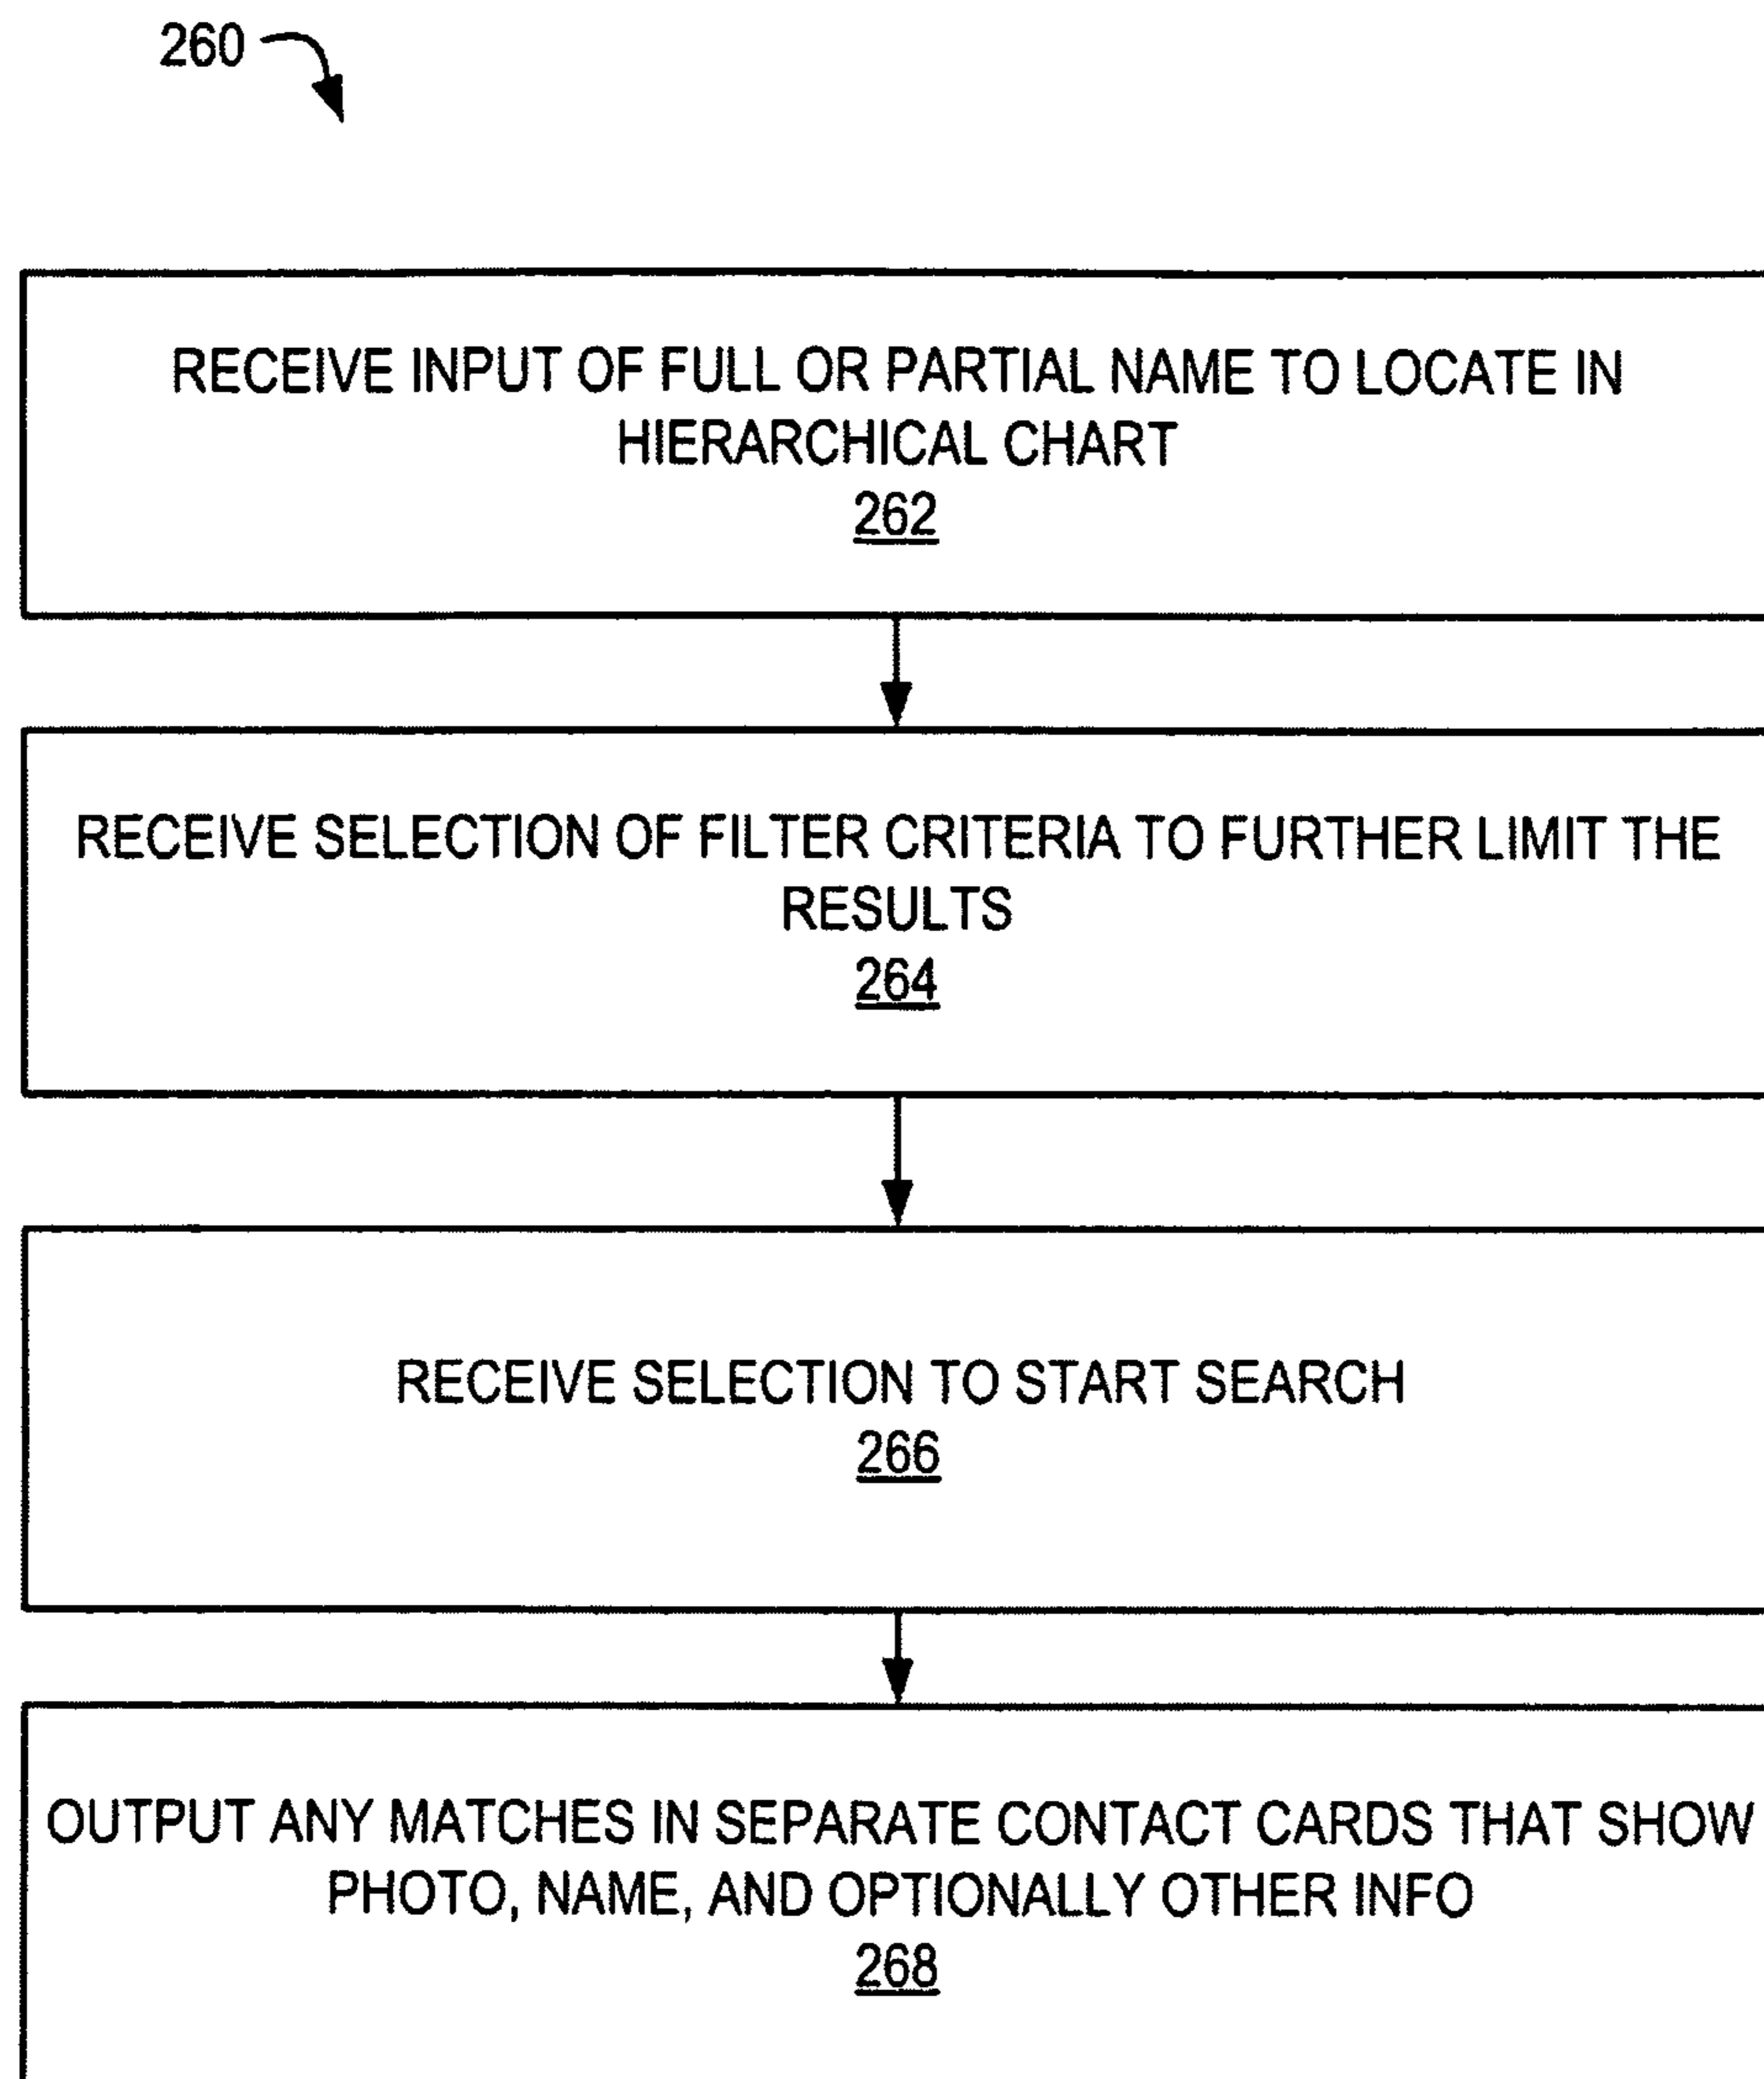 260
RECEIVE INPUT OF FULL OR PARTIAL NAME TO LOCATE IN
HIERARCHICAL CHART
262
RECEIVE SELECTION OF FILTER CRITERIA TO FURTHER LIMIT THE
RESULTS
264
RECEIVE SELECTION TO START SEARCH
266
OUTPUT ANY MATCHES IN SEPARATE CONTACT CARDS THAT SHOW
PHOTO, NAME, AND OPTIONALLY OTHER INFO
268